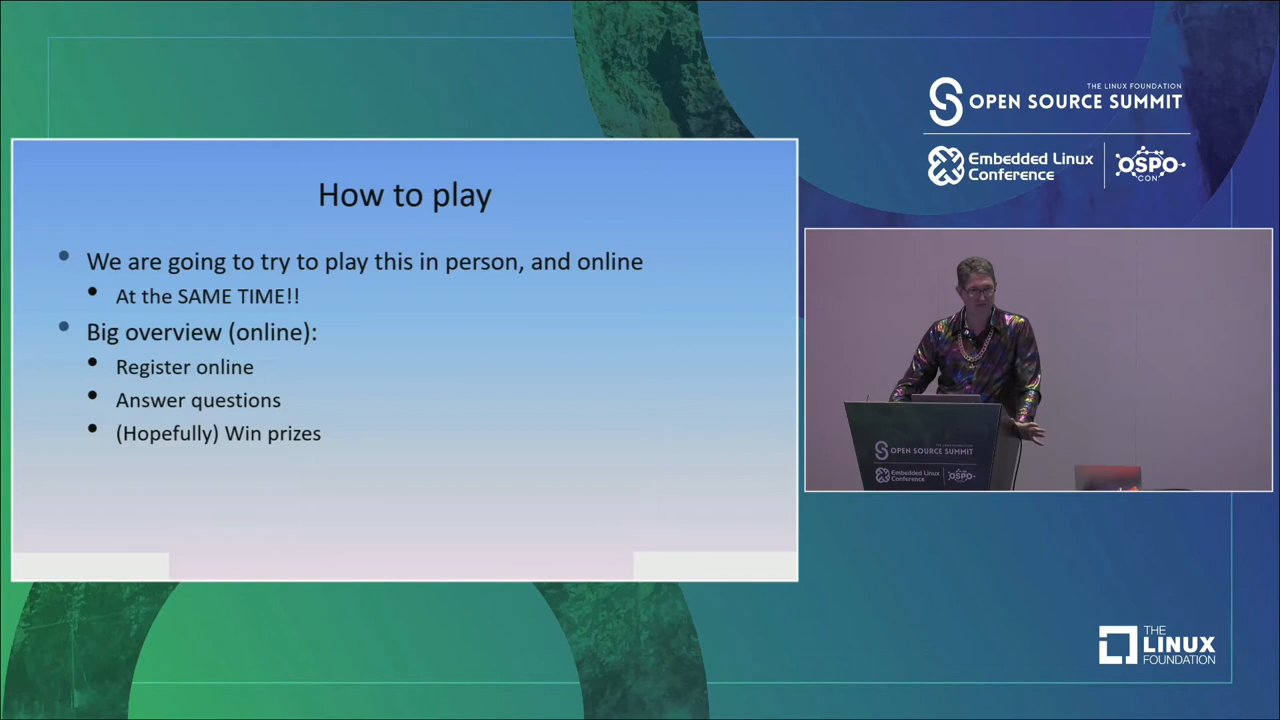 THE LINUX FOUNDATION
OPEN SOURCE SUMMIT
Embedded Linux
Conference
OSPO
CON
How to play
We are going to try to play this in person, and online
At the SAME TIME!!
Big overview (online):
Register online
Answer questions
(Hopefully) Win prizes
OPEN SOURCE SUMMIT
Embedded Linux
Conference
OSPO
CON
THE
LINUX
FOUNDATION